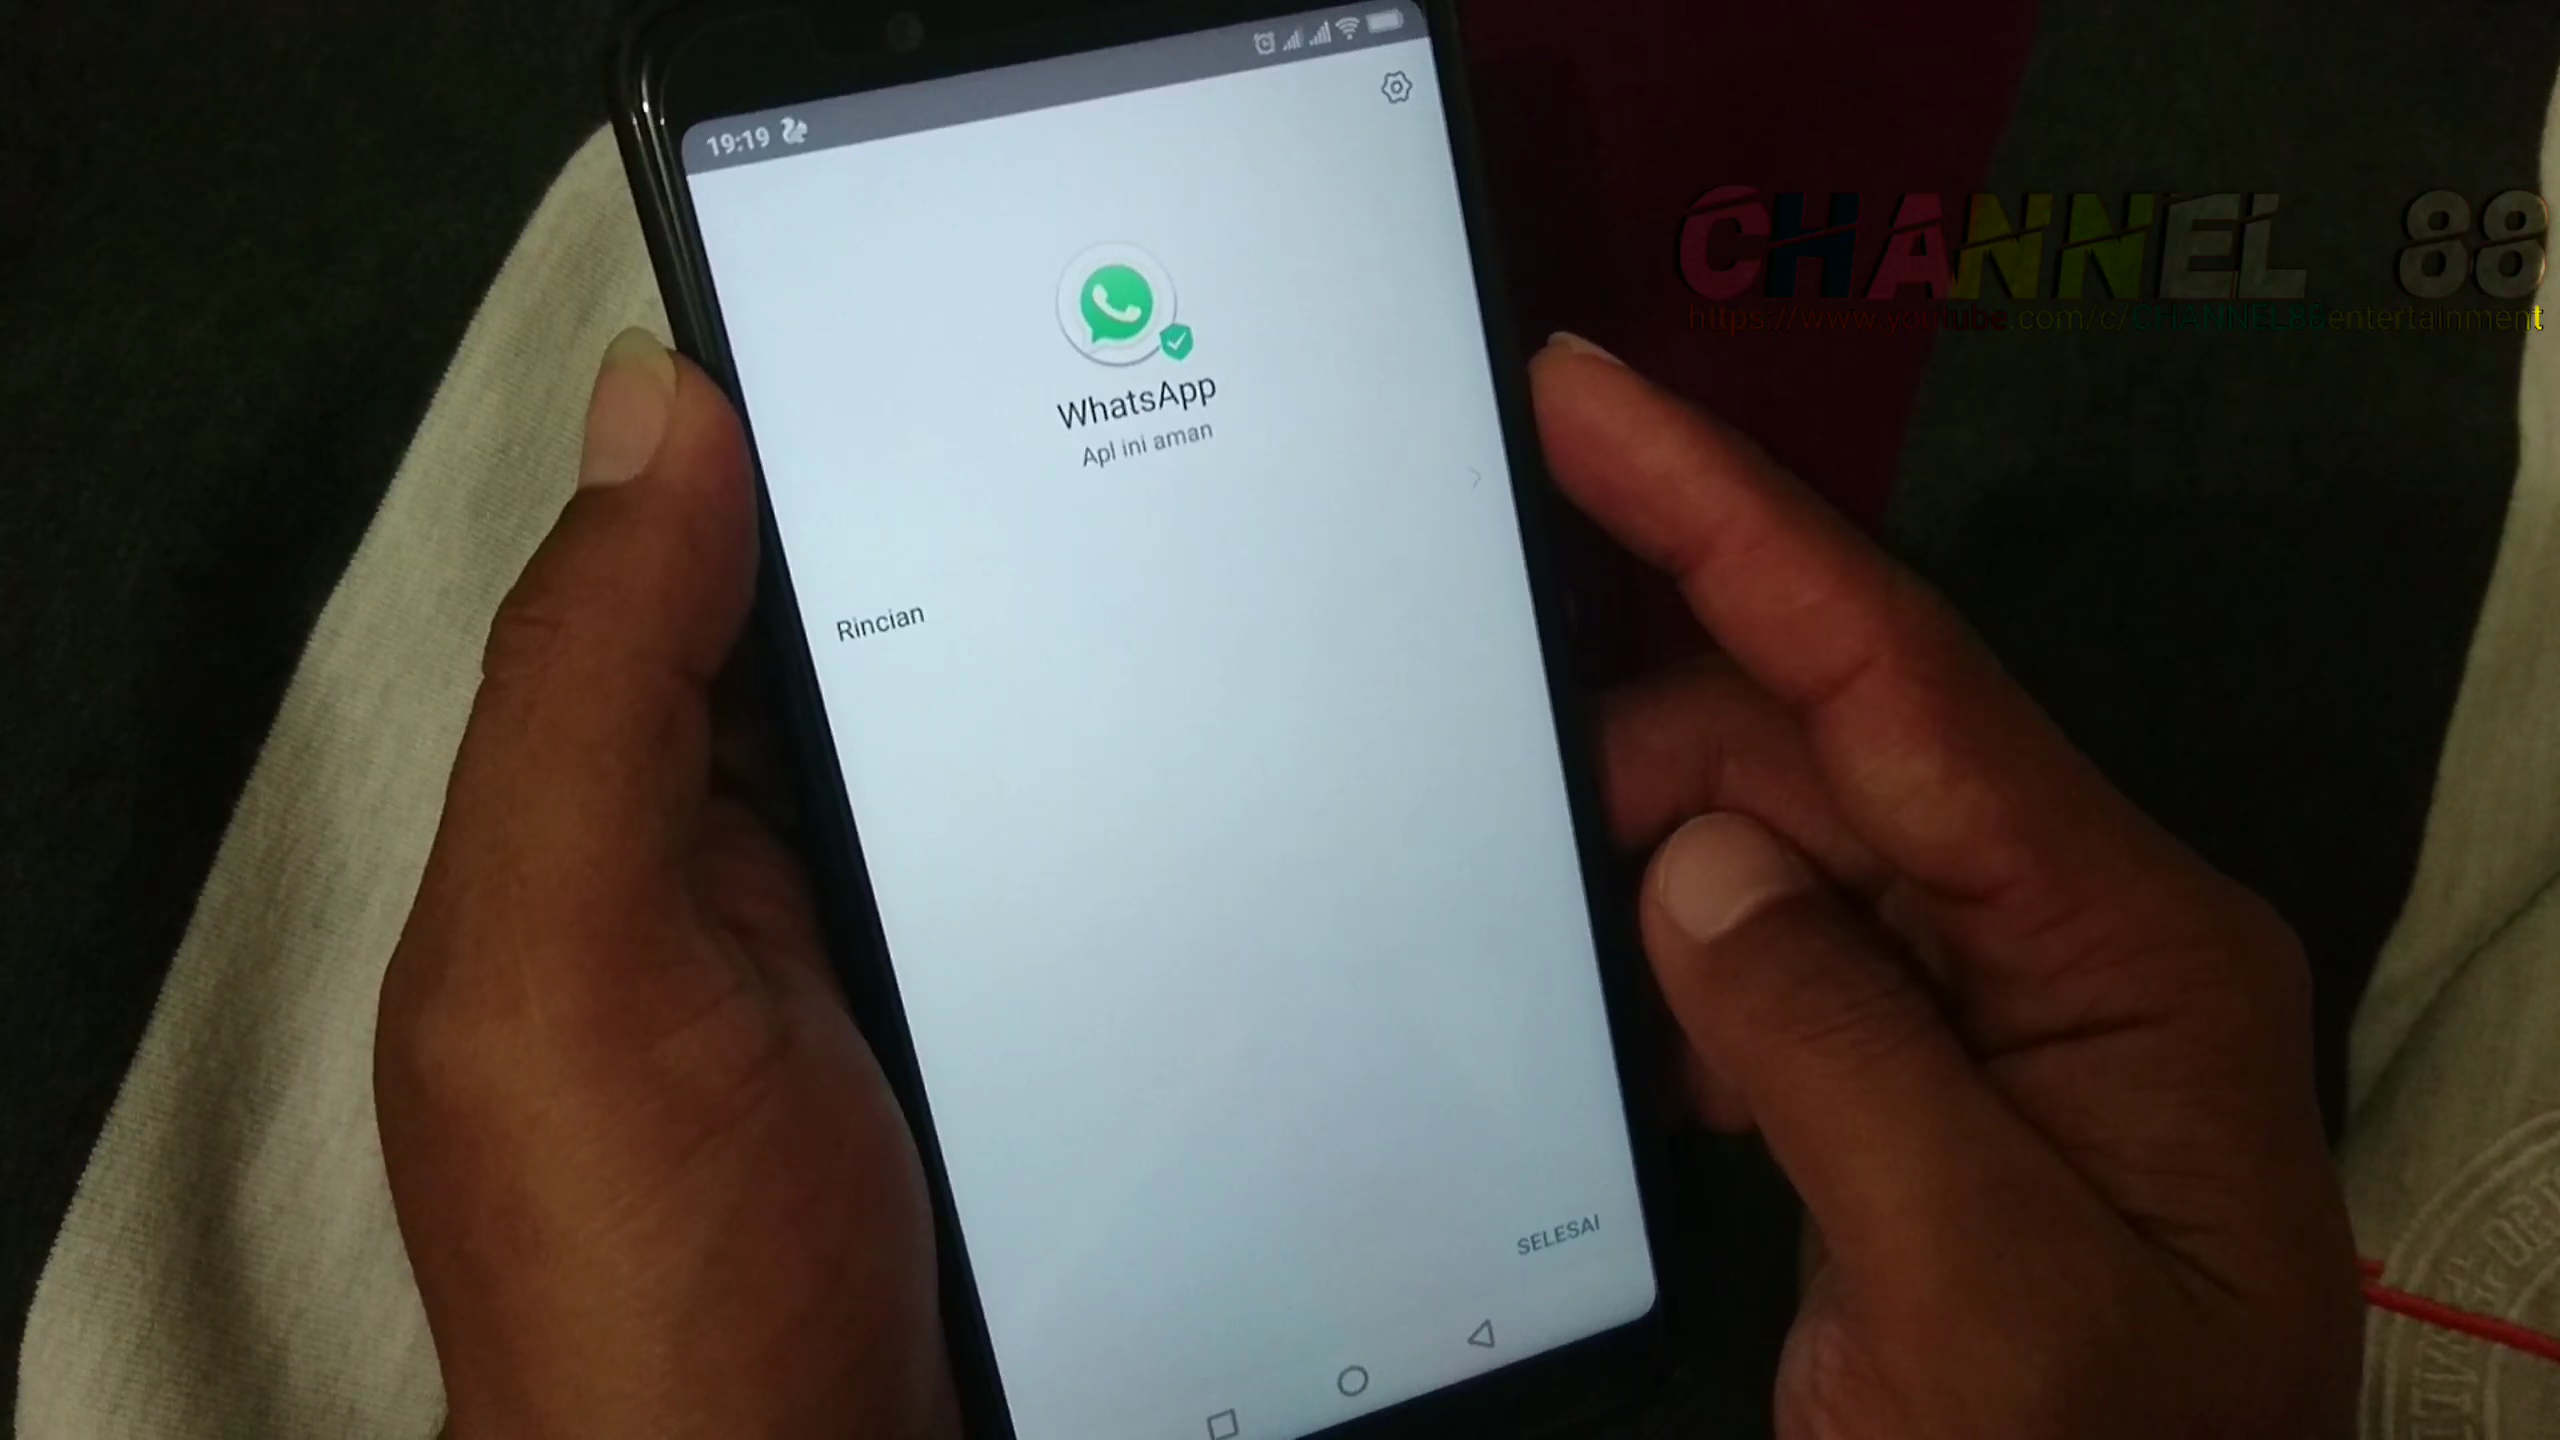 19:19
CHANNEL 88
https://www.youtube.com/c/CHANNEL88entertainment
WhatsApp
Apl ini aman
Rincian
SELESAI